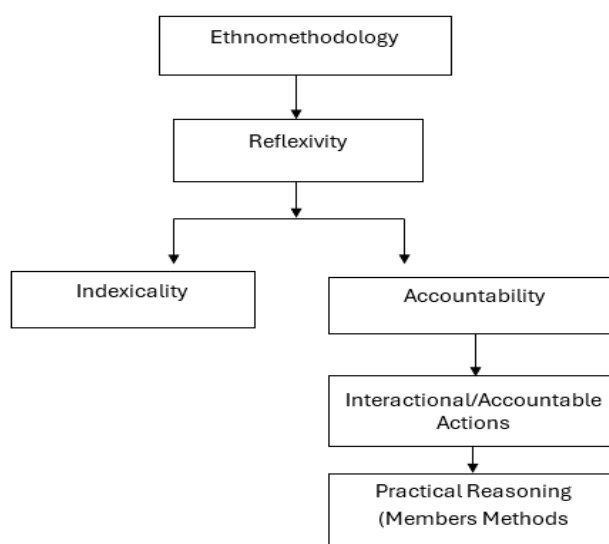 Ethnomethodology
Reflexivity
Indexicality
Accountability
Interactional/Accountable
Actions
Practical Reasoning
(Members Methods